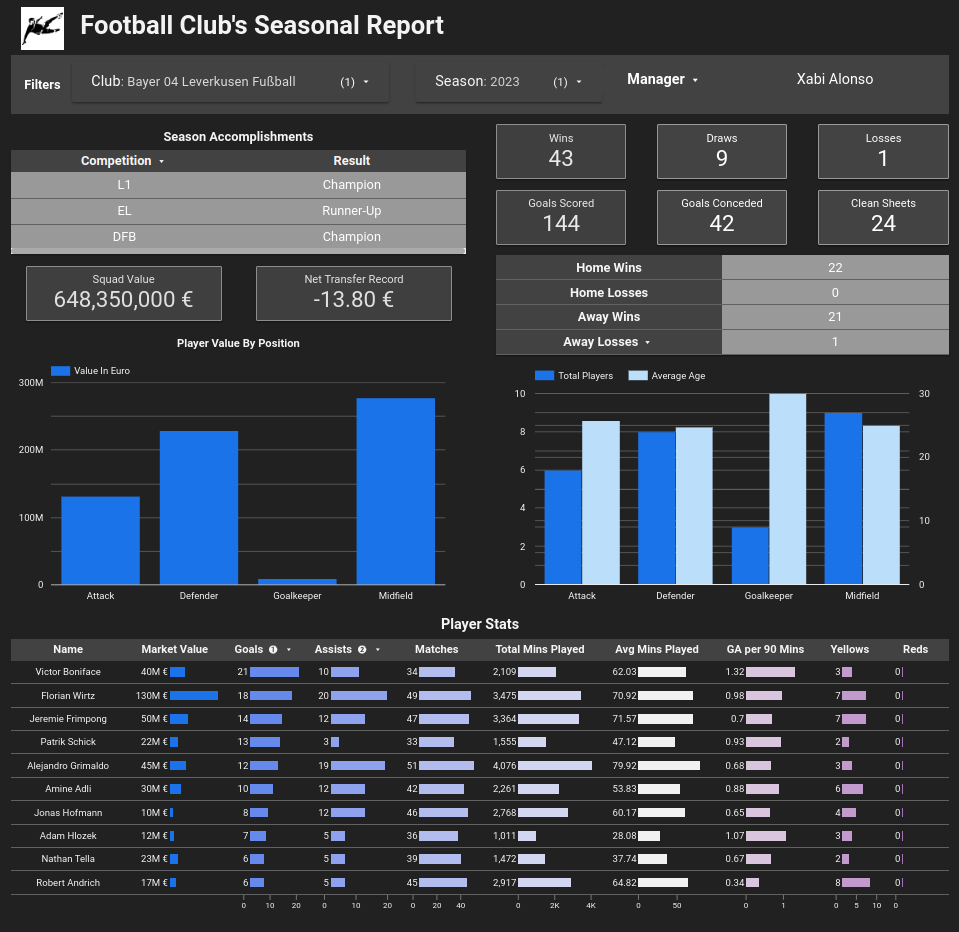 Football Club's Seasonal Report
Filters
Club: Bayer 04 Leverkusen Fußball (1)
Season: 2023 (1)
Manager
Xabi Alonso
Season Accomplishments
Competition Result
L1 Champion
EL Runner-Up
DFB Champion
Squad Value
648,350,000 €
Net Transfer Record
-13.80 €
Wins
43
Draws
9
Losses
1
Goals Scored
144
Goals Conceded
42
Clean Sheets
24
Home Wins 22
Home Losses 0
Away Wins 21
Away Losses 1
Player Value By Position
Value In Euro
300M
200M
100M
0
Attack Defender Goalkeeper Midfield
Total Players Average Age
10 30
8
20
6
4
10
2
0 0
Attack Defender Goalkeeper Midfield
Player Stats
Name Market Value Goals 1 Assists 2 Matches Total Mins Played Avg Mins Played GA per 90 Mins Yellows Reds
Victor Boniface 40M € 21 10 34 2,109 62.03 1.32 3 0
Florian Wirtz 130M € 18 20 49 3,475 70.92 0.98 7 0
Jeremie Frimpong 50M € 14 12 47 3,364 71.57 0.7 7 0
Patrik Schick 22M € 13 3 33 1,555 47.12 0.93 2 0
Alejandro Grimaldo 45M € 12 19 51 4,076 79.92 0.68 3 0
Amine Adli 30M € 10 12 42 2,261 53.83 0.88 6 0
Jonas Hofmann 10M € 8 12 46 2,768 60.17 0.65 4 0
Adam Hlozek 12M € 7 5 36 1,011 28.08 1.07 3 0
Nathan Tella 23M € 6 5 39 1,472 37.74 0.67 2 0
Robert Andrich 17M € 6 5 45 2,917 64.82 0.34 8 0
0 10 20 0 10 20 0 20 40 0 2K 4K 0 50 0 1 0 5 10 0